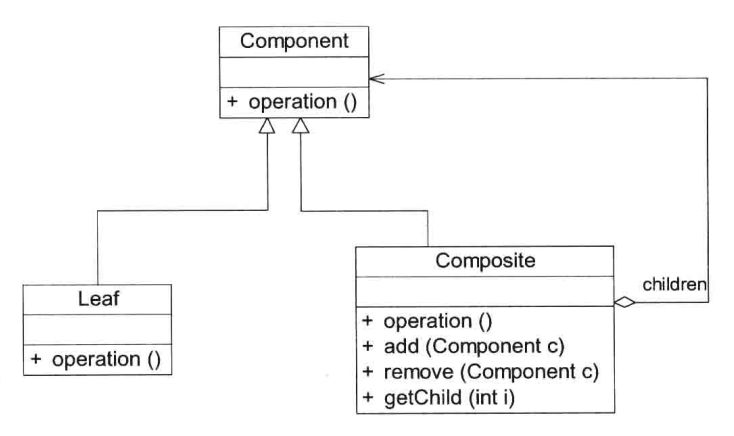 Component
+ operation ()
Composite
children
Leaf
+ operation ()
+ add (Component c)
+ operation ()
+ remove (Component c)
+ getChild (int i)